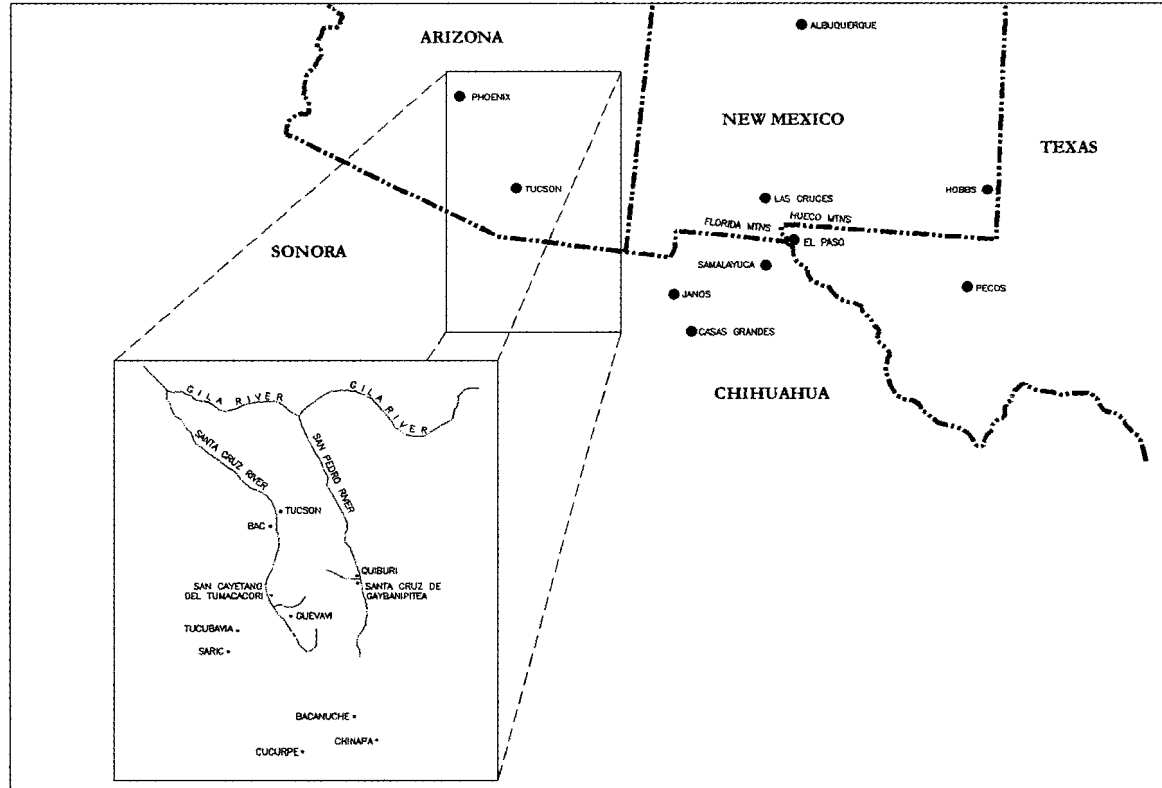 ALBUQUERQUE
ARIZONA
PHOENIX
NEW MEXICO
TEXAS
TUCSON
HOBBS
LAS CRUCES
FLORIDA MTNS
HUECO MTNS
EL PASO
SONORA
SAMALAYUCA
JANOS
PECOS
CASAS GRANDES
CHIHUAHUA
GILA RIVER
GILA RIVER
SANTA CRUZ RIVER
SAN PEDRO RIVER
TUCSON
BAC
QUIBURI
SAN CAYETANO
DEL TUMACACORI
SANTA CRUZ DE
GAYBANIPITEA
GUEVAVI
TUCUBAVIA
SARIC
BACANUCHE
CHINAPA
CUCURPE